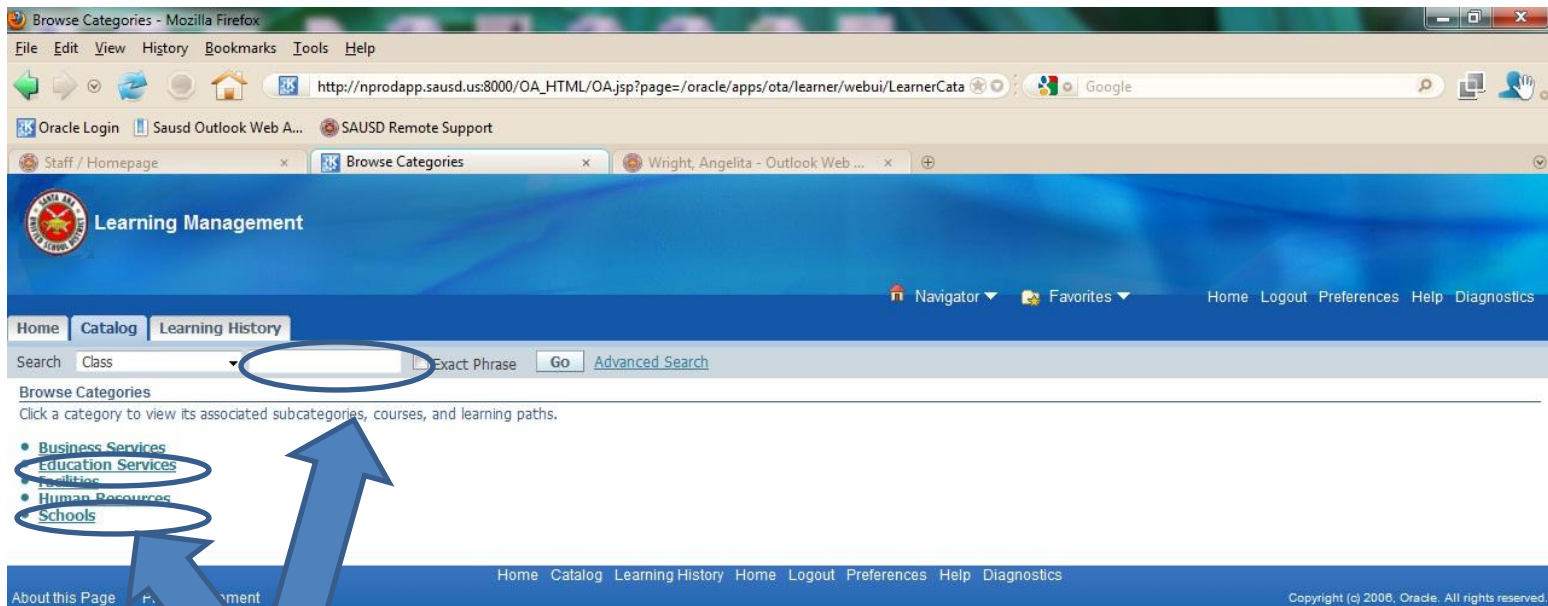 Browse Categories - Mozilla Firefox
File Edit View History Bookmarks Tools Help
http://nprodapp.sausd.us:8000/OA_HTML/OA.jsp?page=/oracle/apps/ota/learner/webui/LearnerCata Google
Oracle Login Sausd Outlook Web A... SAUSD Remote Support
Staff / Homepage Browse Categories Wright, Angelita - Outlook Web ...
Learning Management
Navigator Favorites Home Logout Preferences Help Diagnostics
Home Catalog Learning History
Search Class Exact Phrase Go Advanced Search
Browse Categories
Click a category to view its associated subcategories, courses, and learning paths.
Business Services
Education Services
Facilities
Human Resources
Schools
Home Catalog Learning History Home Logout Preferences Help Diagnostics
About this Page Copyright (c) 2006, Oracle. All rights reserved.